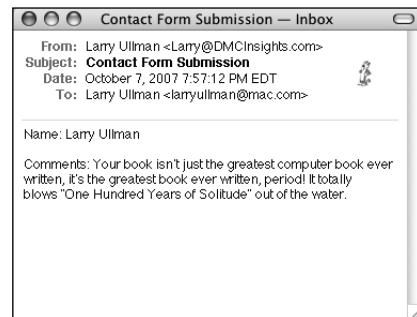 Contact Form Submission — Inbox
From: Larry Ullman <Larry@DMCInsights.com>
Subject: Contact Form Submission
Date: October 7, 2007 7:57:12 PM EDT
To: Larry Ullman <larryullman@mac.com>
Name: Larry Ullman
Comments: Your book isn't just the greatest computer book ever
written, it's the greatest book ever written, period! It totally
blows "One Hundred Years of Solitude" out of the water.